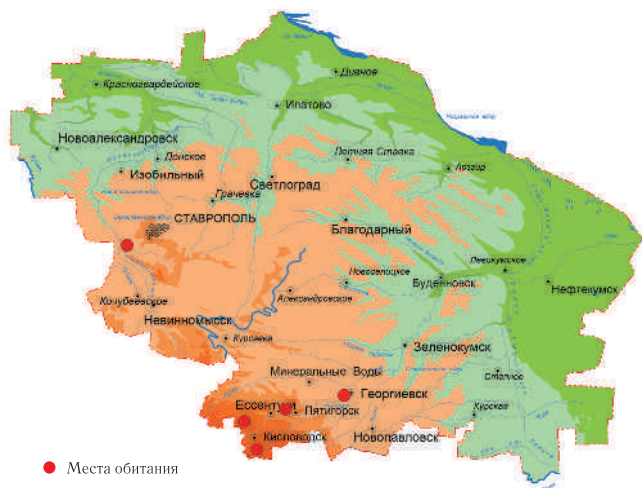 Дивное
Красногвардейское
Ипатово
Новоалександровск
Донское
Летняя Ставка
Изобильный
Арзгир
Светлоград
Грачевка
СТАВРОПОЛЬ
Благодарный
Левокумское
Новоселицкое
Буденновск
Нефтекумск
Кочубеевское
Александровское
Невинномысск
Курсавка
Зеленокумск
Минеральные Воды
Степное
Георгиевск
Ессентуки
Пятигорск
Курская
Кисловодск
Новопавловск
Места обитания